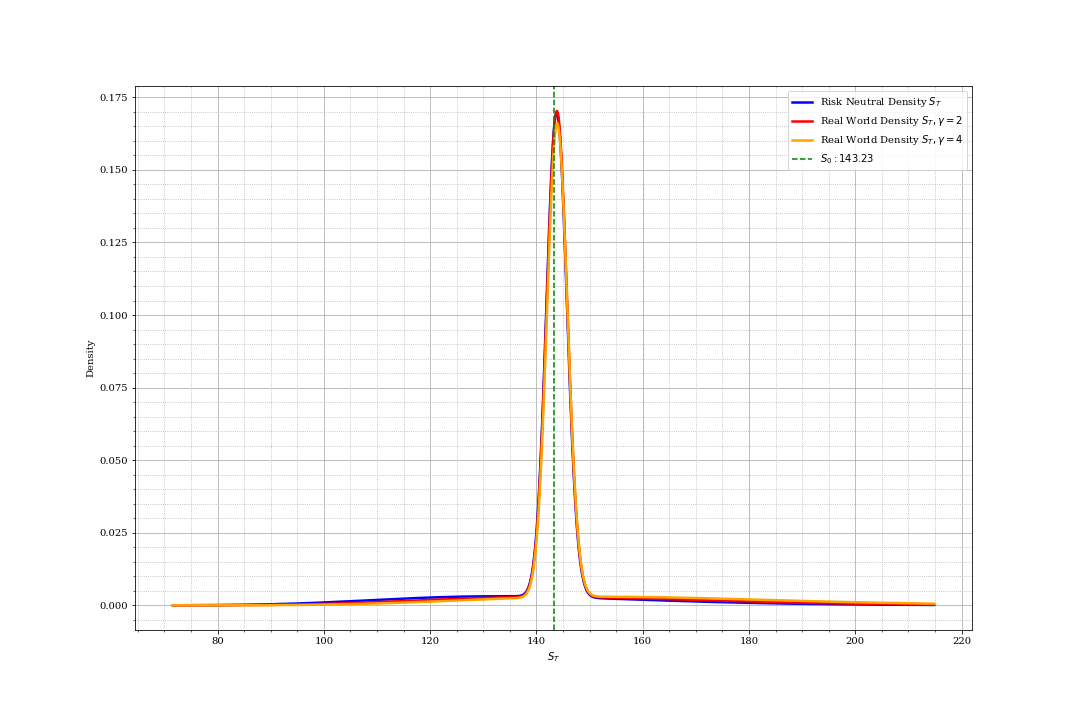 Risk Neutral Density S_T
Real World Density S_T, γ = 2
Real World Density S_T, γ = 4
S_0 : 143.23
0.175
0.150
0.125
0.100
0.075
0.050
0.025
0.000
Density
80 100 120 140 160 180 200 220
S_T